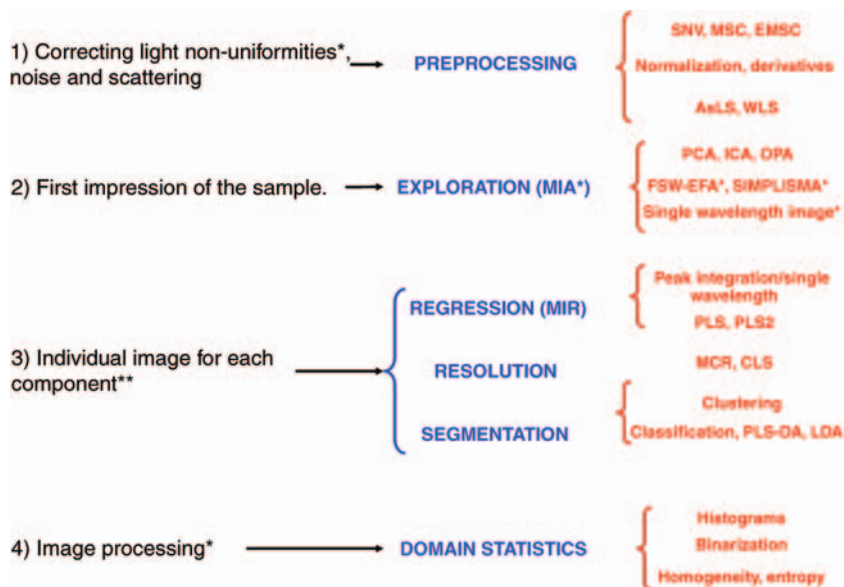 1) Correcting light non-uniformities*,
noise and scattering
PREPROCESSING
SNV, MSC, EMSC
Normalization, derivatives
AsLS, WLS
2) First impression of the sample.
EXPLORATION (MIA*)
PCA, ICA, OPA
FSW-EFA*, SIMPLISMA*
Single wavelength image*
3) Individual image for each
component**
REGRESSION (MIR)
Peak integration/single
wavelength
PLS, PLS2
RESOLUTION
MCR, CLS
SEGMENTATION
Clustering
Classification, PLS-DA, LDA
4) Image processing*
DOMAIN STATISTICS
Histograms
Binarization
Homogeneity, entropy